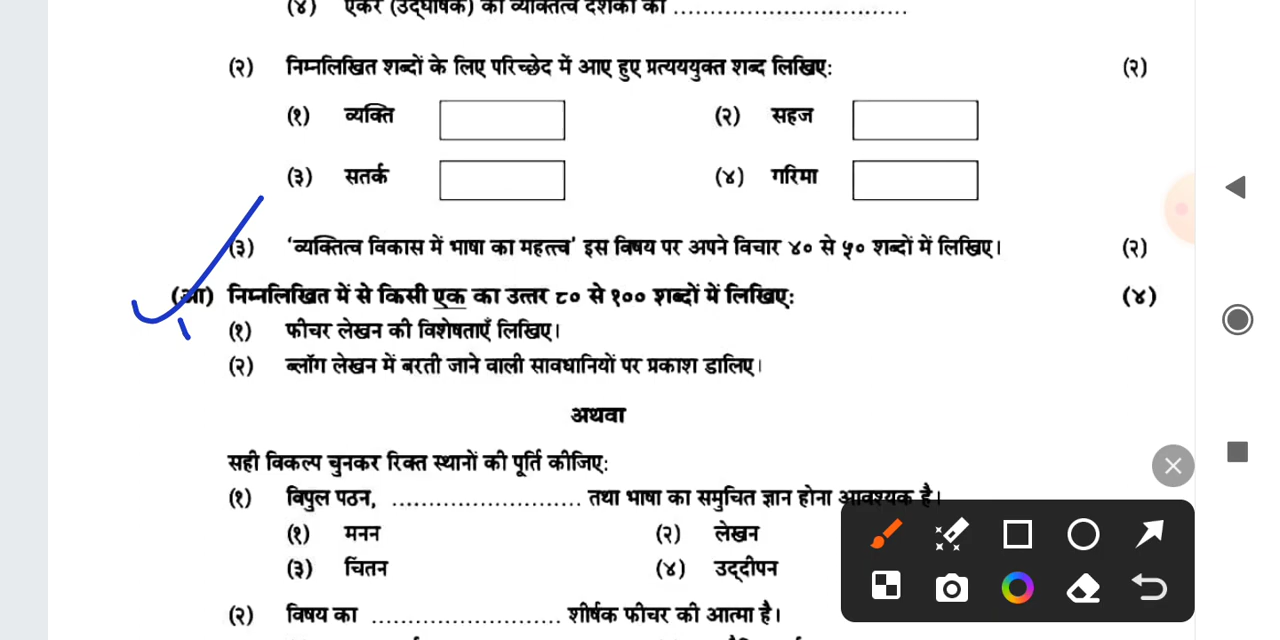 (४) एंकर (उद्घोषक) का व्यक्तित्व दर्शकों को ................................
(२) निम्नलिखित शब्दों के लिए परिच्छेद में आए हुए प्रत्यययुक्त शब्द लिखिए: (२)
(१) व्यक्ति (२) सहज
(३) सतर्क (४) गरिमा
(३) ‘व्यक्तित्व विकास में भाषा का महत्त्व’ इस विषय पर अपने विचार ४० से ५० शब्दों में लिखिए। (२)
(आ) निम्नलिखित में से किसी एक का उत्तर ८० से १०० शब्दों में लिखिए: (४)
(१) फीचर लेखन की विशेषताएँ लिखिए।
(२) ब्लॉग लेखन में बरती जाने वाली सावधानियों पर प्रकाश डालिए।
अथवा
सही विकल्प चुनकर रिक्त स्थानों की पूर्ति कीजिए:
(१) विपुल पठन, .......................... तथा भाषा का समुचित ज्ञान होना आवश्यक है।
(१) मनन (२) लेखन
(३) चिंतन (४) उद्दीपन
(२) विषय का .......................... शीर्षक फीचर की आत्मा है।